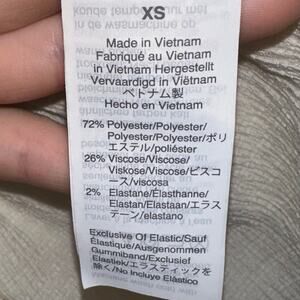 XS
Made in Vietnam
Fabriqué au Vietnam
in Vietnam Hergestellt
Vervaardigd in Viëtnam
ベトナム製
Hecho en Vietnam
72% Polyester/Polyester/
Polyester/Polyester/ポリ
エステル/poliéster
26% Viscose/Viscose/
Viskose/Viscose/ビスコ
ース/viscosa
2% Elastane/Élasthanne/
Elastan/Elastaan/エラス
テーン/elastano
Exclusive Of Elastic/Sauf
Élastique/Ausgenommen
Gummiband/Exclusief
Elastiek/エラスティックを
除く/No Incluye Elástico